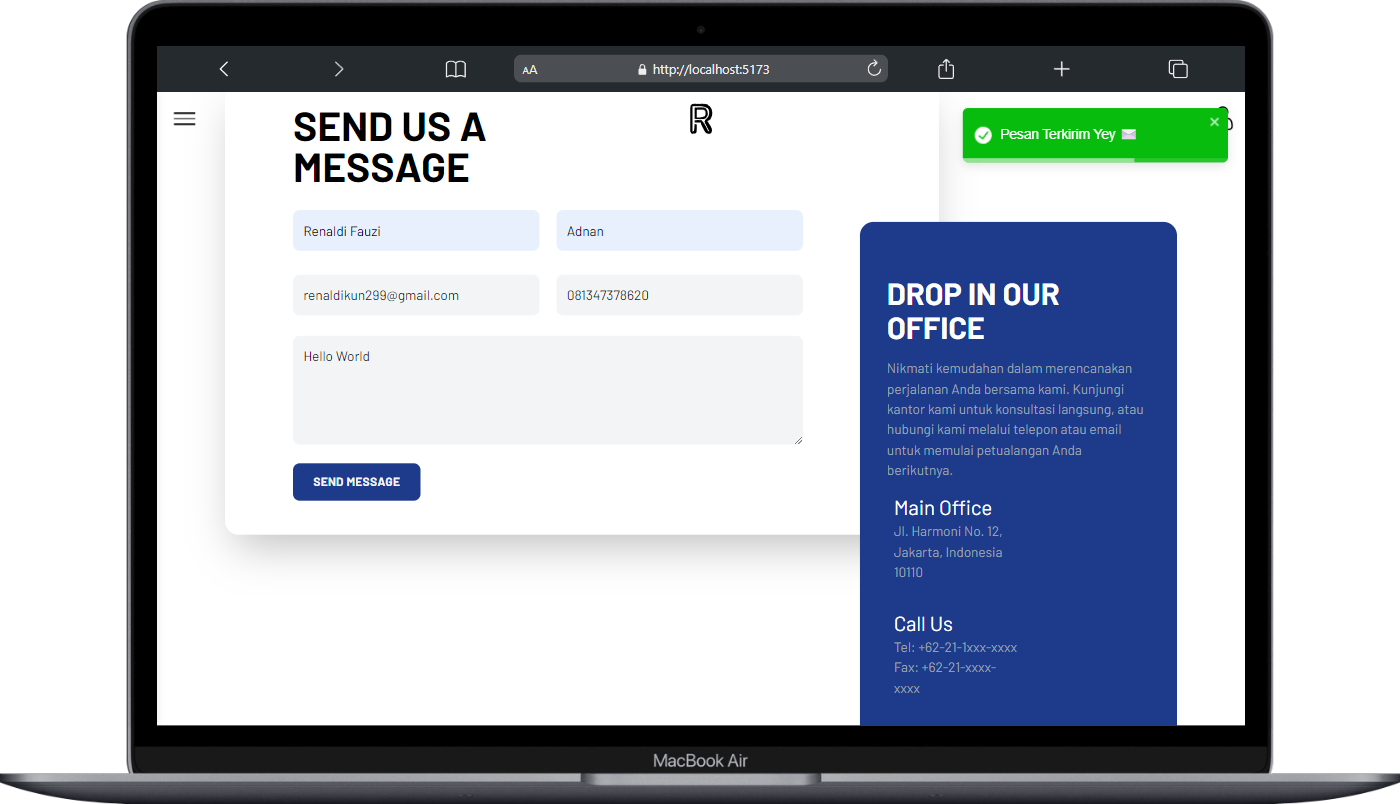 AA
http://localhost:5173
R
Pesan Terkirim Yey
SEND US A
MESSAGE
Renaldi Fauzi
Adnan
renaldikun299@gmail.com
081347378620
Hello World
SEND MESSAGE
DROP IN OUR
OFFICE
Nikmati kemudahan dalam merencanakan
perjalanan Anda bersama kami. Kunjungi
kantor kami untuk konsultasi langsung, atau
hubungi kami melalui telepon atau email
untuk memulai petualangan Anda
berikutnya.
Main Office
Jl. Harmoni No. 12,
Jakarta, Indonesia
10110
Call Us
Tel: +62-21-1xxx-xxxx
Fax: +62-21-xxxx-
xxxx
MacBook Air